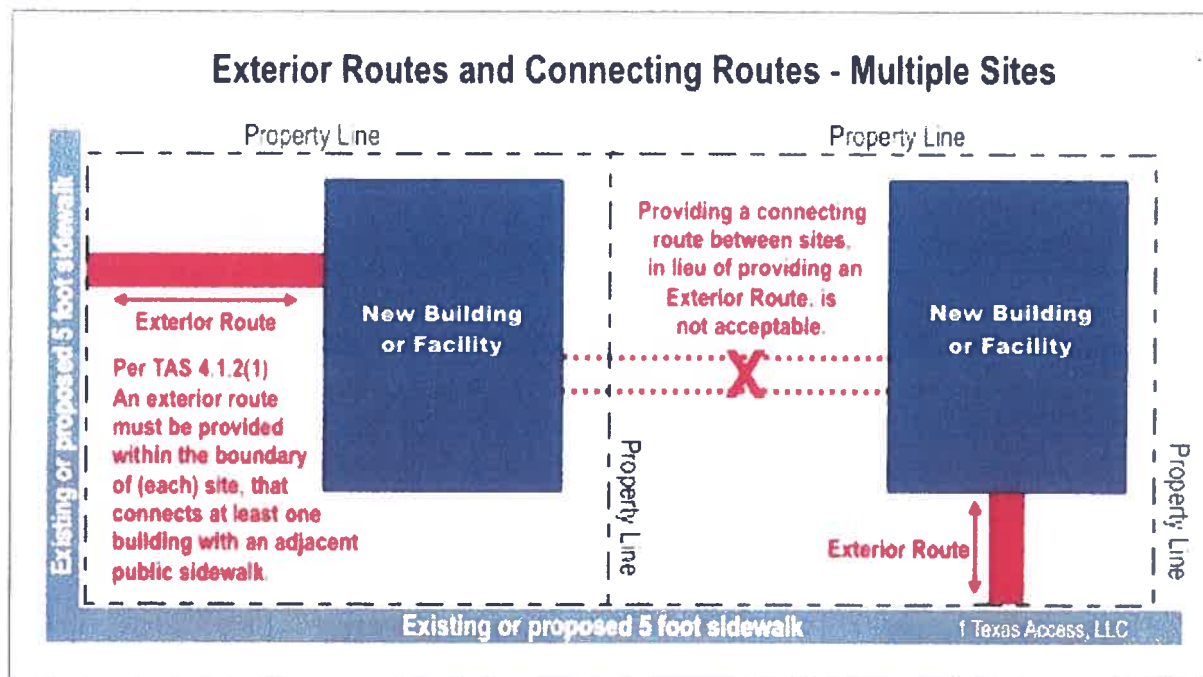 Exterior Routes and Connecting Routes - Multiple Sites
Property Line
Property Line
Existing or proposed 5 foot sidewalk
Exterior Route
Per TAS 4.1.2(1)
An exterior route
must be provided
within the boundary
of (each) site, that
connects at least one
building with an adjacent
public sidewalk.
New Building
or Facility
Providing a connecting
route between sites,
in lieu of providing an
Exterior Route, is
not acceptable.
X
New Building
or Facility
Property Line
Exterior Route
Property Line
Existing or proposed 5 foot sidewalk
f Texas Access, LLC